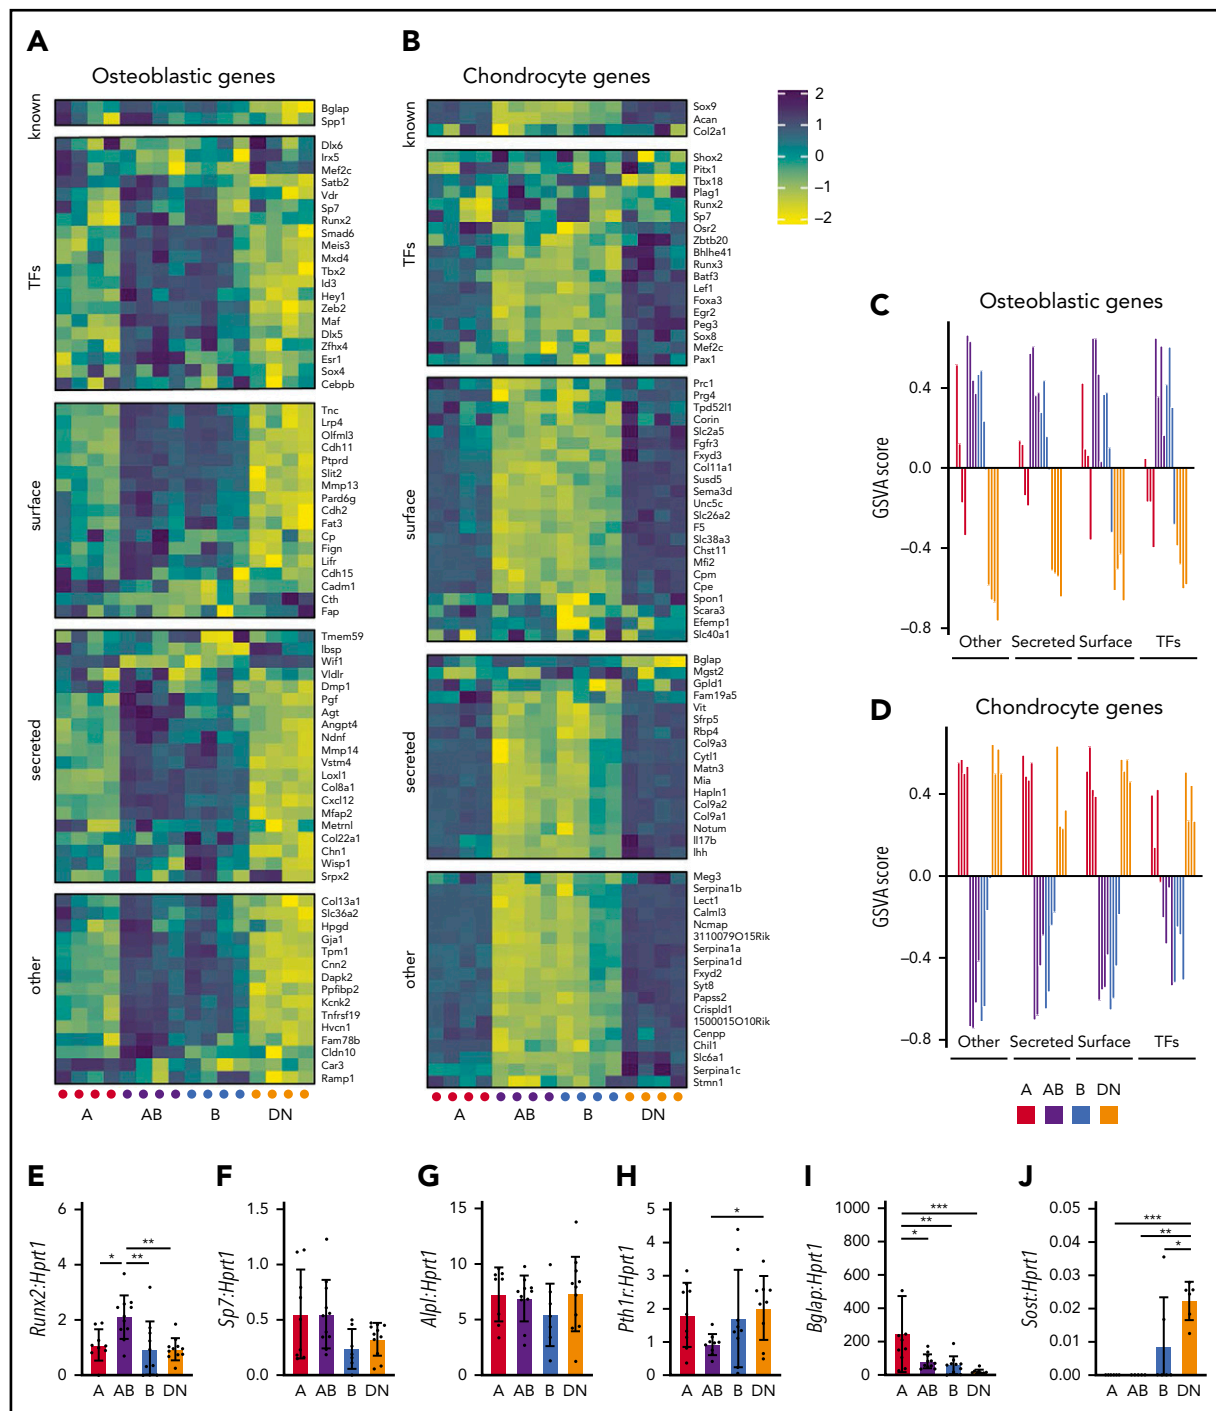 A
B
Osteoblastic genes
Chondrocyte genes
known
Bglap
Spp1
TFs
Dlx6
Irx5
Mef2c
Satb2
Vdr
Sp7
Runx2
Smad6
Meis3
Mxd4
Tbx2
Id3
Hey1
Zeb2
Maf
Dlx5
Zfhx4
Esr1
Sox4
Cebpb
surface
Tnc
Lrp4
Olfml3
Cdh11
Ptprd
Slit2
Mmp13
Pard6g
Cdh2
Fat3
Cp
Fign
Lifr
Cdh15
Cadm1
Cth
Fap
secreted
Tmem59
Ibsp
Wif1
Vldlr
Dmp1
Pgf
Agt
Angpt4
Ndnf
Mmp14
Vstm4
Loxl1
Col8a1
Cxcl12
Mfap2
Metrnl
Col22a1
Chn1
Wisp1
Srpx2
other
Col13a1
Slc36a2
Hpgd
Gja1
Tpm1
Cnn2
Dapk2
Ppfibp2
Kcnk2
Tnfrsf19
Hvcn1
Fam78b
Cldn10
Car3
Ramp1
A AB B DN
known
Sox9
Acan
Col2a1
TFs
Shox2
Pitx1
Tbx18
Plag1
Runx2
Sp7
Osr2
Zbtb20
Bhlhe41
Runx3
Batf3
Lef1
Foxa3
Egr2
Peg3
Sox8
Mef2c
Pax1
surface
Prc1
Prg4
Tpd52l1
Corin
Slc2a5
Fgfr3
Fxyd3
Col11a1
Susd5
Sema3d
Unc5c
Slc26a2
F5
Slc38a3
Chst11
Mfi2
Cpm
Cpe
Spon1
Scara3
Efemp1
Slc40a1
secreted
Bglap
Mgst2
Gpld1
Fam19a5
Vit
Sfrp5
Rbp4
Col9a3
Cytl1
Matn3
Mia
Hapln1
Col9a2
Col9a1
Notum
Il17b
Ihh
other
Meg3
Serpina1b
Lect1
Calml3
Ncmap
3110079O15Rik
Serpina1a
Serpina1d
Fxyd2
Syt8
Papss2
Crispld1
1500015O10Rik
Cenpp
Chil1
Slc6a1
Serpina1c
Stmn1
A AB B DN
2
1
0
−1
−2
C
Osteoblastic genes
GSVA score
0.4
0.0
−0.4
−0.8
Other Secreted Surface TFs
D
Chondrocyte genes
GSVA score
0.4
0.0
−0.4
−0.8
Other Secreted Surface TFs
A AB B DN
E
Runx2:Hprt1
6
4
2
0
* ** **
A AB B DN
F
Sp7:Hprt1
1.5
1.0
0.5
0.0
A AB B DN
G
Alpl:Hprt1
15
10
5
0
A AB B DN
H
Pth1r:Hprt1
5
4
3
2
1
0
*
A AB B DN
I
Bglap:Hprt1
1000
800
600
400
200
0
***
**
*
A AB B DN
J
Sost:Hprt1
0.05
0.04
0.03
0.02
0.01
0.00
***
**
*
A AB B DN